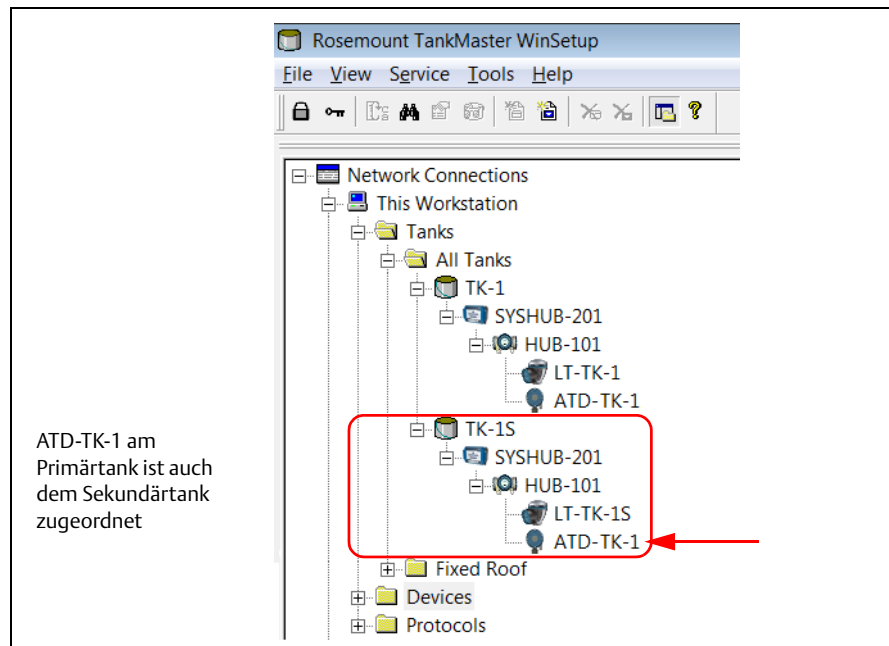 Rosemount TankMaster WinSetup
File View Service Tools Help
Network Connections
This Workstation
Tanks
All Tanks
TK-1
SYSHUB-201
HUB-101
LT-TK-1
ATD-TK-1
TK-1S
SYSHUB-201
HUB-101
LT-TK-1S
ATD-TK-1
Fixed Roof
Devices
Protocols
ATD-TK-1 am
Primärtank ist auch
dem Sekundärtank
zugeordnet